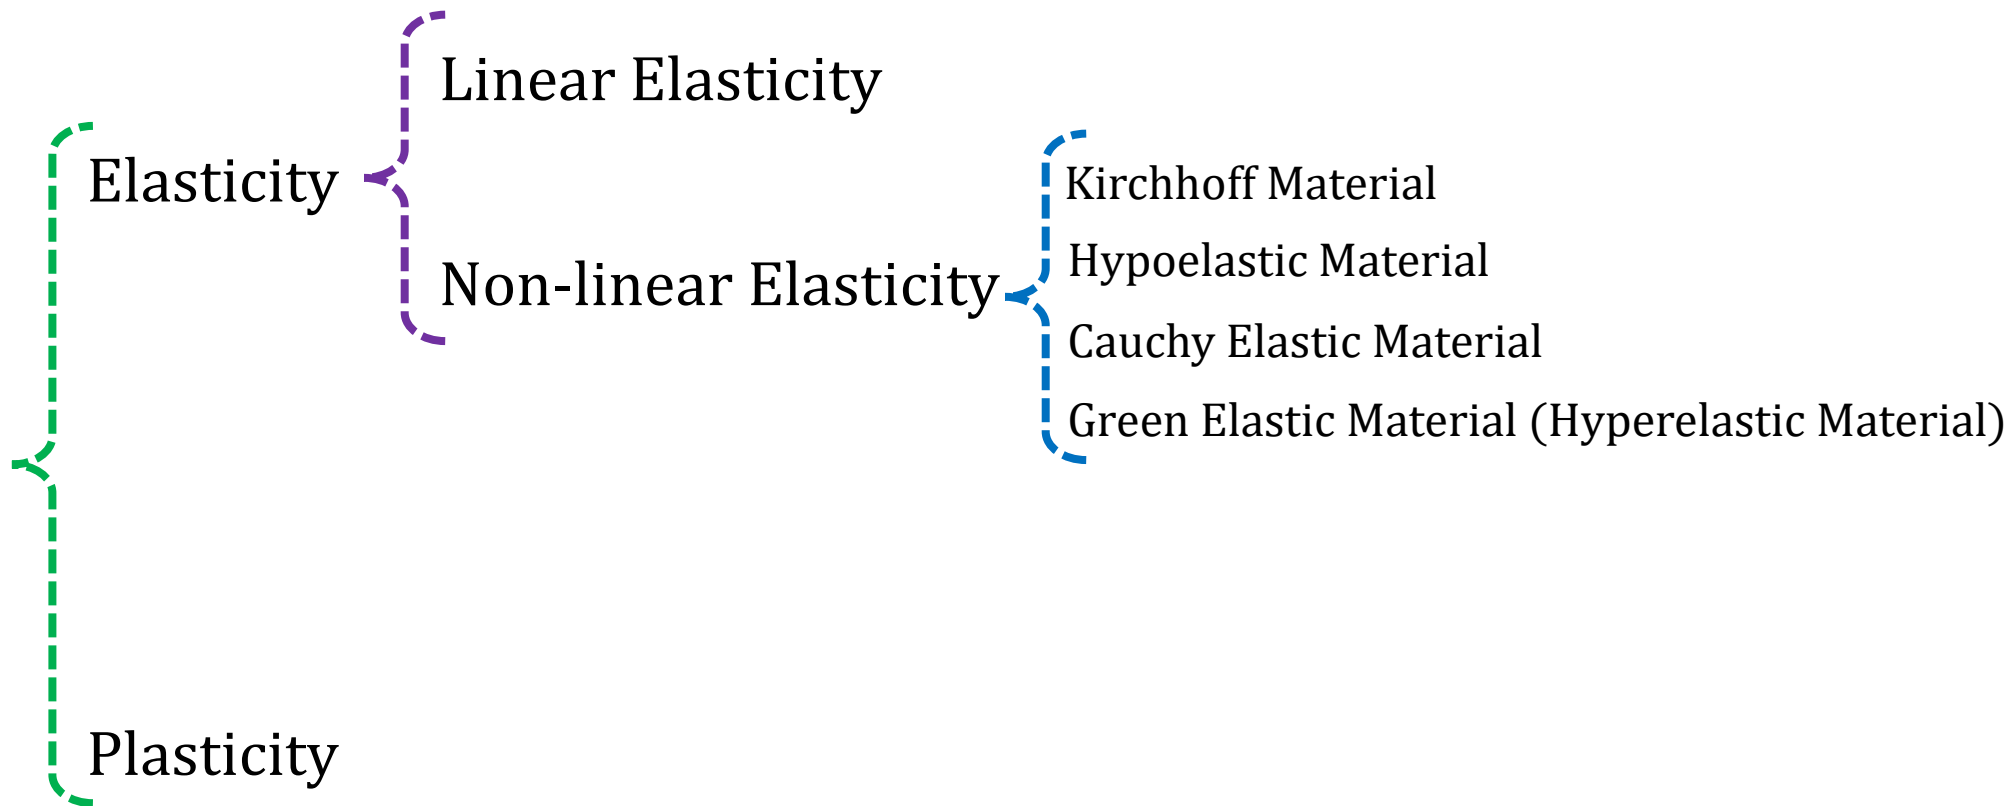 Linear Elasticity
Elasticity
Kirchhoff Material
Hypoelastic Material
Non-linear Elasticity
Cauchy Elastic Material
Green Elastic Material (Hyperelastic Material)
Plasticity